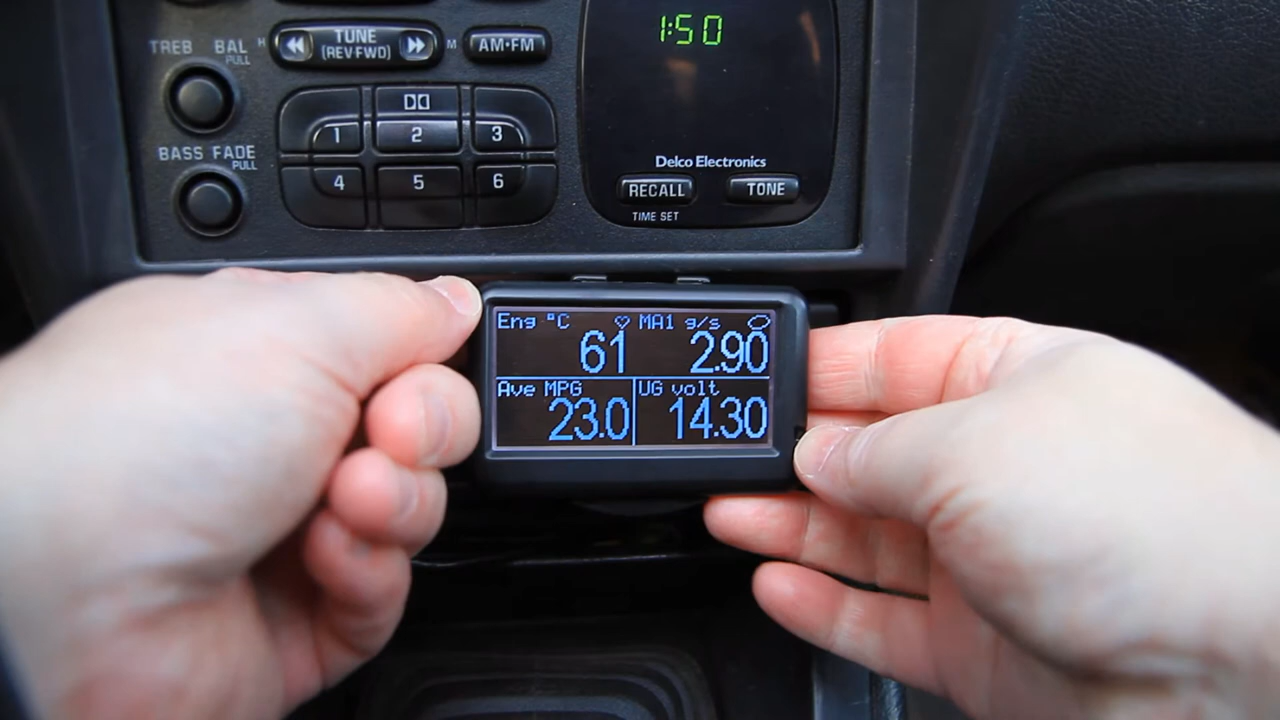 1:50
H TUNE M AM•FM
TREB BAL (REV-FWD)
PULL
1 2 3
BASS FADE Delco Electronics
PULL
4 5 6 RECALL TONE
TIME SET
Eng °C MA1 g/s
61 2.90
Ave MPG UG volt
23.0 14.30